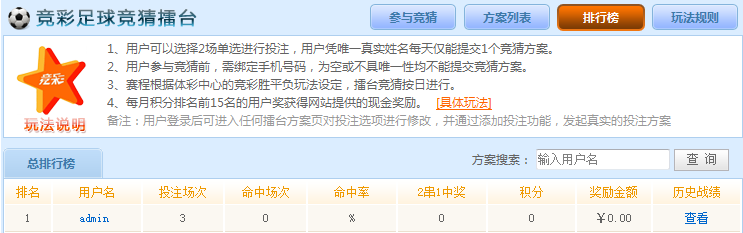 竞彩足球竞猜擂台
参与竞猜 方案列表 排行榜 玩法规则
1、用户可以选择2场单选进行投注，用户凭唯一真实姓名每天仅能提交1个竞猜方案。
2、用户参与竞猜前，需绑定手机号码，为空或不具唯一性均不能提交竞猜方案。
3、赛程根据体彩中心的竞彩胜平负玩法设定，擂台竞猜按日进行。
4、每月积分排名前15名的用户奖获得网站提供的现金奖励。 [具体玩法]
备注：用户登录后可进入任何擂台方案页对投注选项进行修改，并通过添加投注功能，发起真实的投注方案
竞彩
玩法说明
总排行榜 方案搜索： 输入用户名 查 询
排名 用户名 投注场次 命中场次 命中率 2串1中奖 积分 奖励金额 历史战绩
1 admin 3 0 % 0 0 ￥0.00 查看